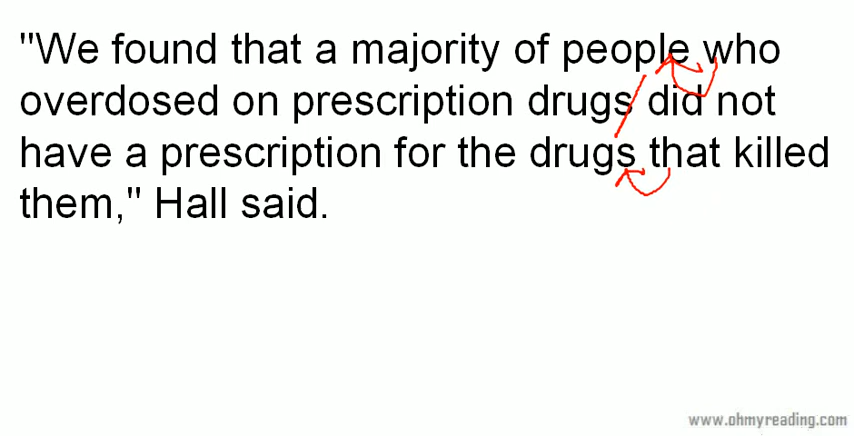 "We found that a majority of people who
overdosed on prescription drugs did not
have a prescription for the drugs that killed
them," Hall said.
www.ohmyreading.com